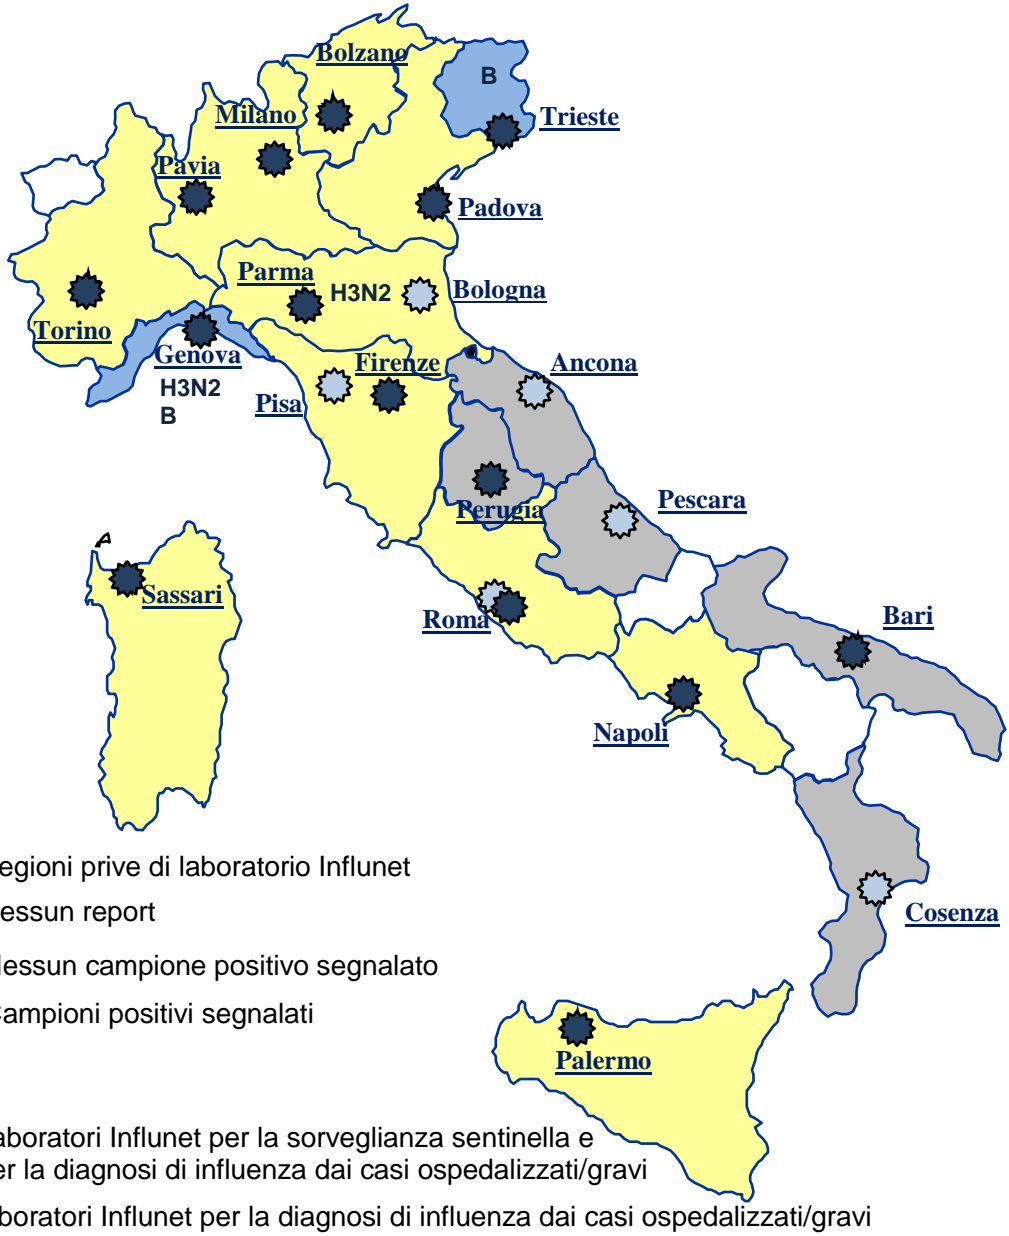 Bolzano
B
Milano
Trieste
Pavia
Padova
Parma
H3N2
Bologna
Torino
Genova
Firenze
Ancona
H3N2
B
Pisa
Pescara
Perugia
Sassari
Roma
Bari
Napoli
egioni prive di laboratorio Influnet
essun report
Cosenza
essun campione positivo segnalato
Campioni positivi segnalati
Palermo
aboratori Influnet per la sorveglianza sentinella e
er la diagnosi di influenza dai casi ospedalizzati/gravi
boratori Influnet per la diagnosi di influenza dai casi ospedalizzati/gravi